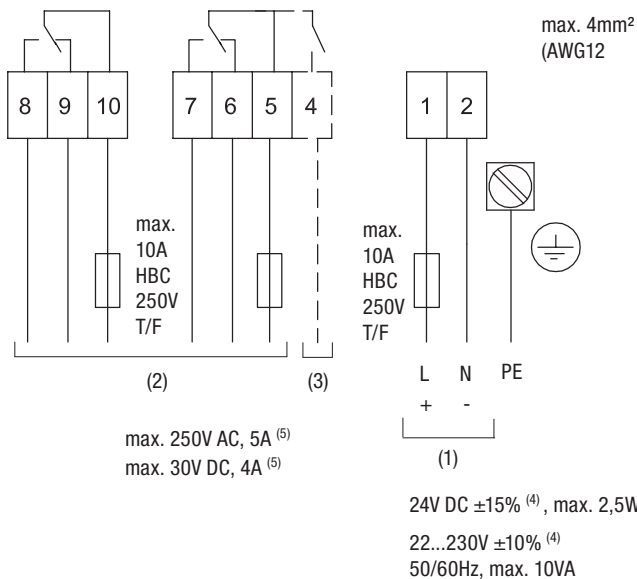 max. 4mm²
(AWG12
8 9 10 7 6 5 4 1 2
max.
10A
HBC
250V
T/F
max.
10A
HBC
250V
T/F
(2) (3)
L N PE
+ -
(1)
max. 250V AC, 5A (5)
max. 30V DC, 4A (5)
24V DC ±15% (4) , max. 2,5W
22...230V ±10% (4)
50/60Hz, max. 10VA